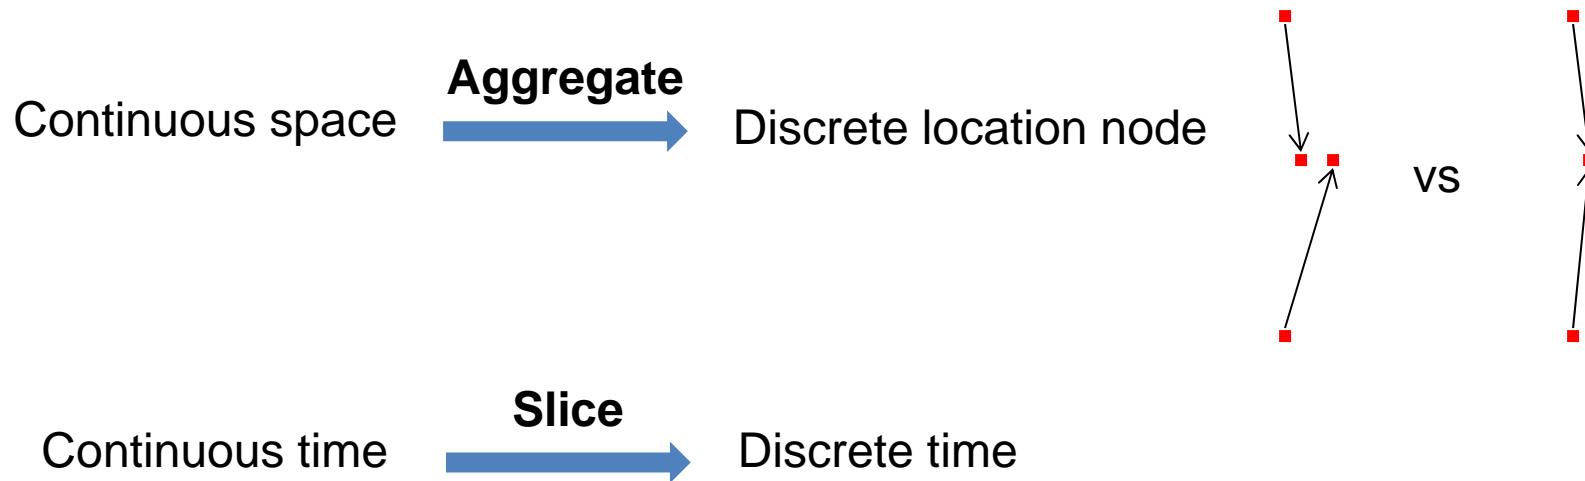 Aggregate
Continuous space
Discrete location node
vs
Slice
Continuous time
Discrete time